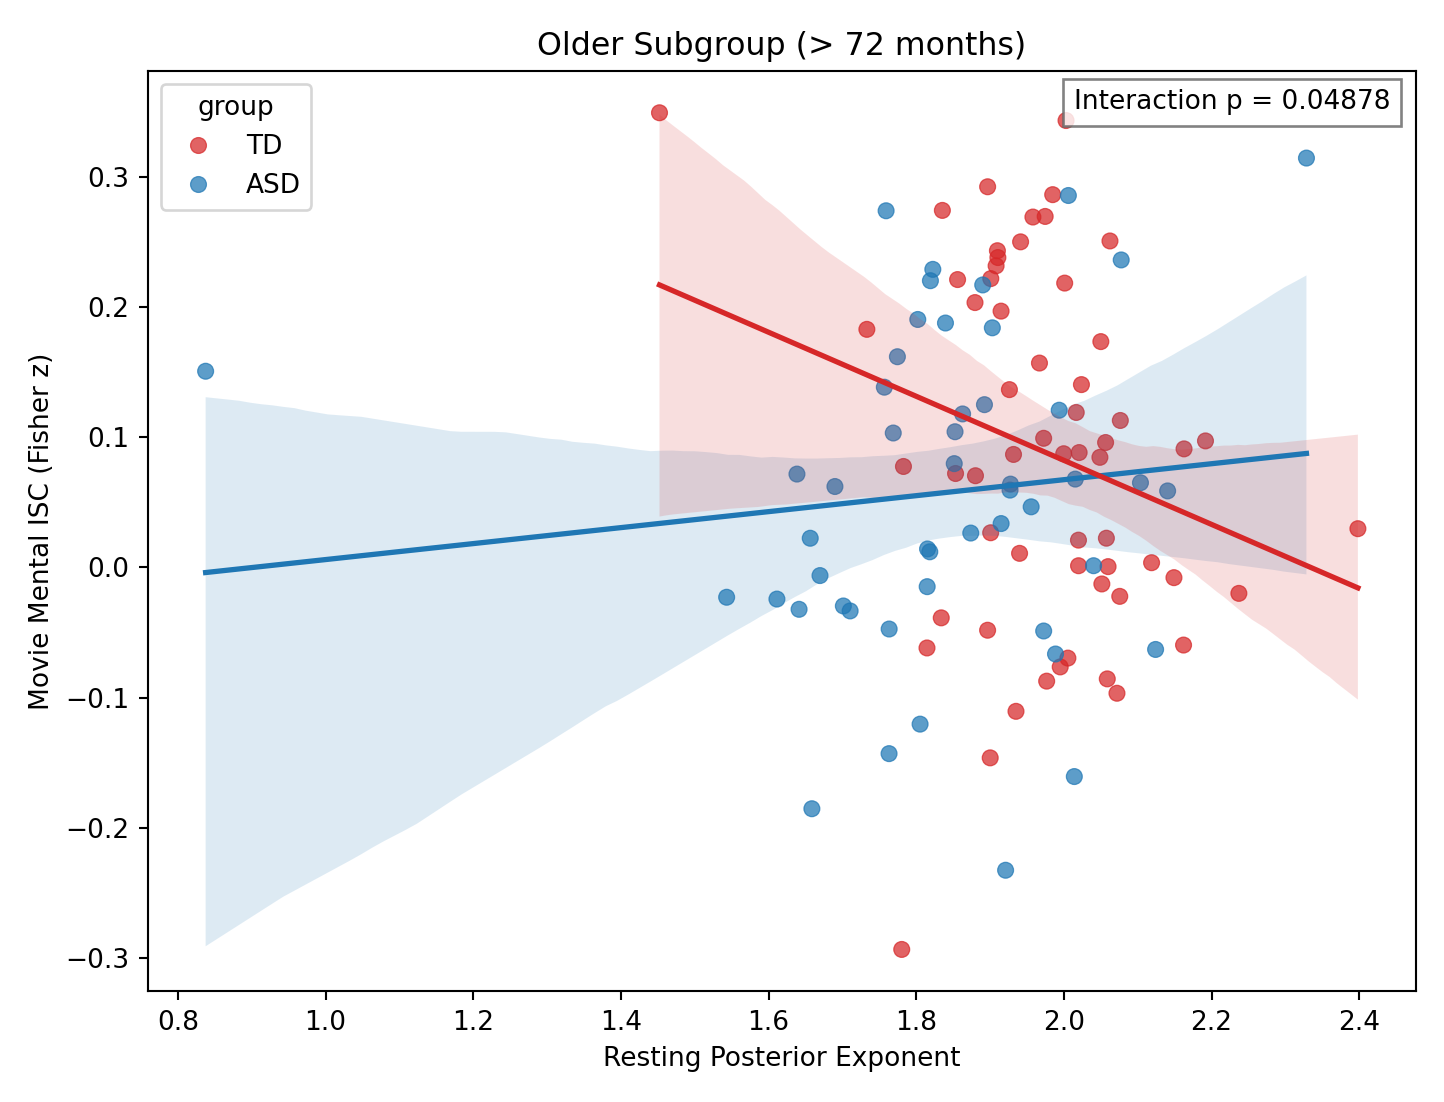 Older Subgroup (> 72 months)
group
TD
ASD
Interaction p = 0.04878
Movie Mental ISC (Fisher z)
0.3
0.2
0.1
0.0
−0.1
−0.2
−0.3
0.8 1.0 1.2 1.4 1.6 1.8 2.0 2.2 2.4
Resting Posterior Exponent